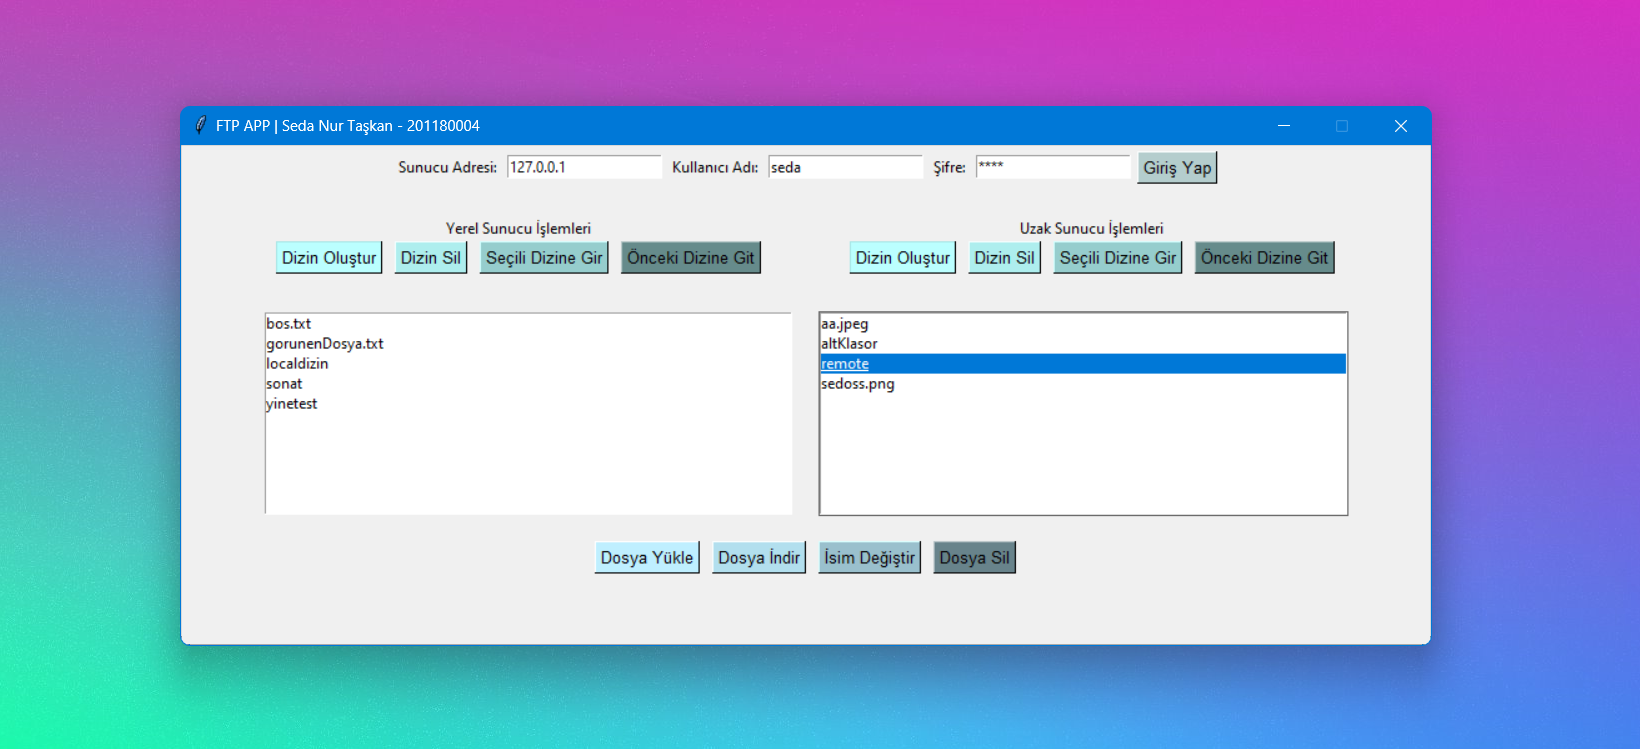 FTP APP | Seda Nur Taşkan - 201180004
Sunucu Adresi: 127.0.0.1 Kullanıcı Adı: seda Şifre: **** Giriş Yap
Yerel Sunucu İşlemleri
Dizin Oluştur Dizin Sil Seçili Dizine Gir Önceki Dizine Git
bos.txt
gorunenDosya.txt
localdizin
sonat
yinetest
Uzak Sunucu İşlemleri
Dizin Oluştur Dizin Sil Seçili Dizine Gir Önceki Dizine Git
aa.jpeg
altKlasor
remote
sedoss.png
Dosya Yükle Dosya İndir İsim Değiştir Dosya Sil